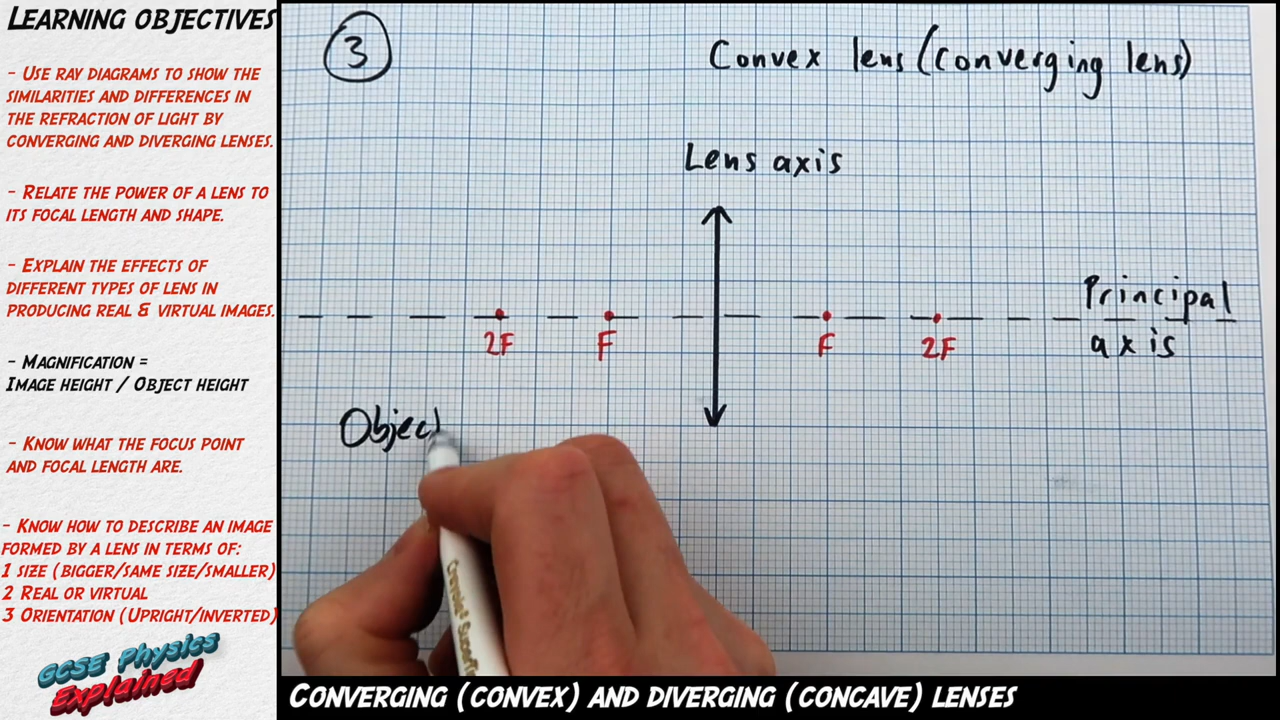 LEARNING OBJECTIVES
- USE RAY DIAGRAMS TO SHOW THE
SIMILARITIES AND DIFFERENCES IN
THE REFRACTION OF LIGHT BY
CONVERGING AND DIVERGING LENSES.
- RELATE THE POWER OF A LENS TO
ITS FOCAL LENGTH AND SHAPE.
- EXPLAIN THE EFFECTS OF
DIFFERENT TYPES OF LENS IN
PRODUCING REAL & VIRTUAL IMAGES.
- MAGNIFICATION =
IMAGE HEIGHT / OBJECT HEIGHT
- KNOW WHAT THE FOCUS POINT
AND FOCAL LENGTH ARE.
- KNOW HOW TO DESCRIBE AN IMAGE
FORMED BY A LENS IN TERMS OF:
1 SIZE (BIGGER/SAME SIZE/SMALLER)
2 REAL OR VIRTUAL
3 ORIENTATION (UPRIGHT/INVERTED)
GCSE Physics
Explained
3
Convex lens (converging lens)
Lens axis
Principal
axis
2F F F 2F
Object
Crayola
CONVERGING (CONVEX) AND DIVERGING (CONCAVE) LENSES